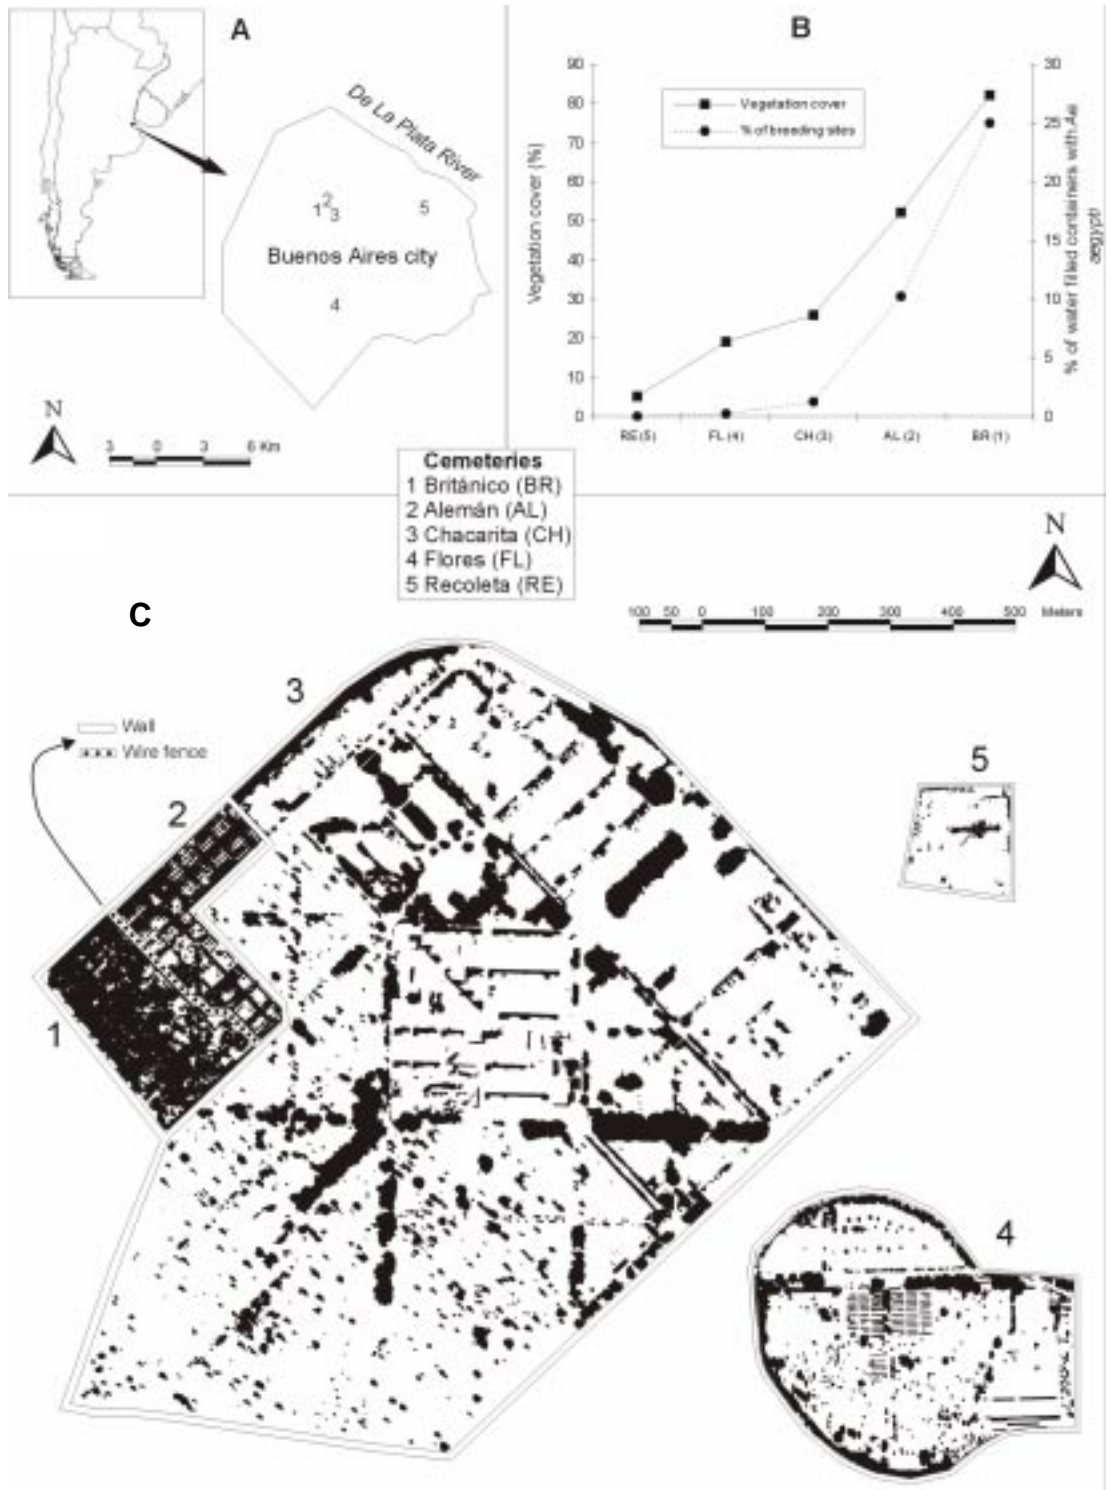 A
De La Plata River
1
2
3
5
Buenos Aires city
4
N
3 0 3 6 Km
B
Vegetation cover
% of breeding sites
Vegetation cover (%)
90
80
70
60
50
40
30
20
10
0
% of water filled containers with Ae
aegypti
30
25
20
15
10
5
0
RE(5) FL(4) CH(3) AL(2) BR(1)
Cemeteries
1 Británico (BR)
2 Alemán (AL)
3 Chacarita (CH)
4 Flores (FL)
5 Recoleta (RE)
N
100 50 0 100 200 300 400 500 Meters
C
3
Wall
Wire fence
2
1
5
4